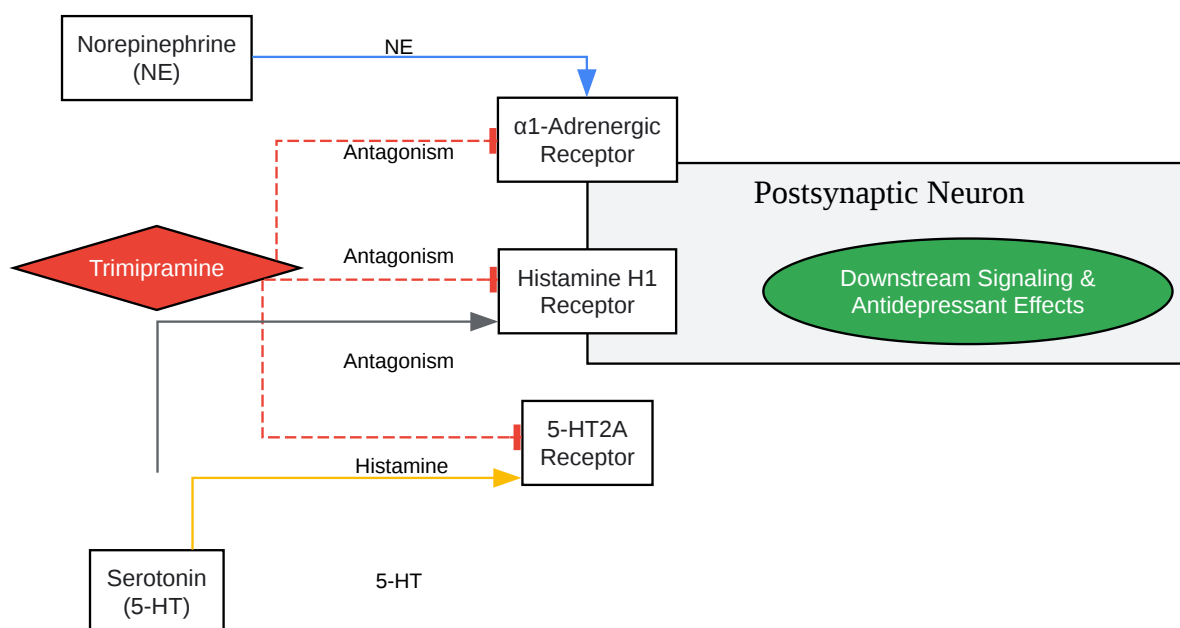 Norepinephrine
(NE)
NE
α1-Adrenergic
Receptor
Antagonism
Postsynaptic Neuron
Trimipramine
Antagonism
Histamine H1
Receptor
Downstream Signaling &
Antidepressant Effects
Antagonism
5-HT2A
Receptor
Histamine
Serotonin
(5-HT)
5-HT